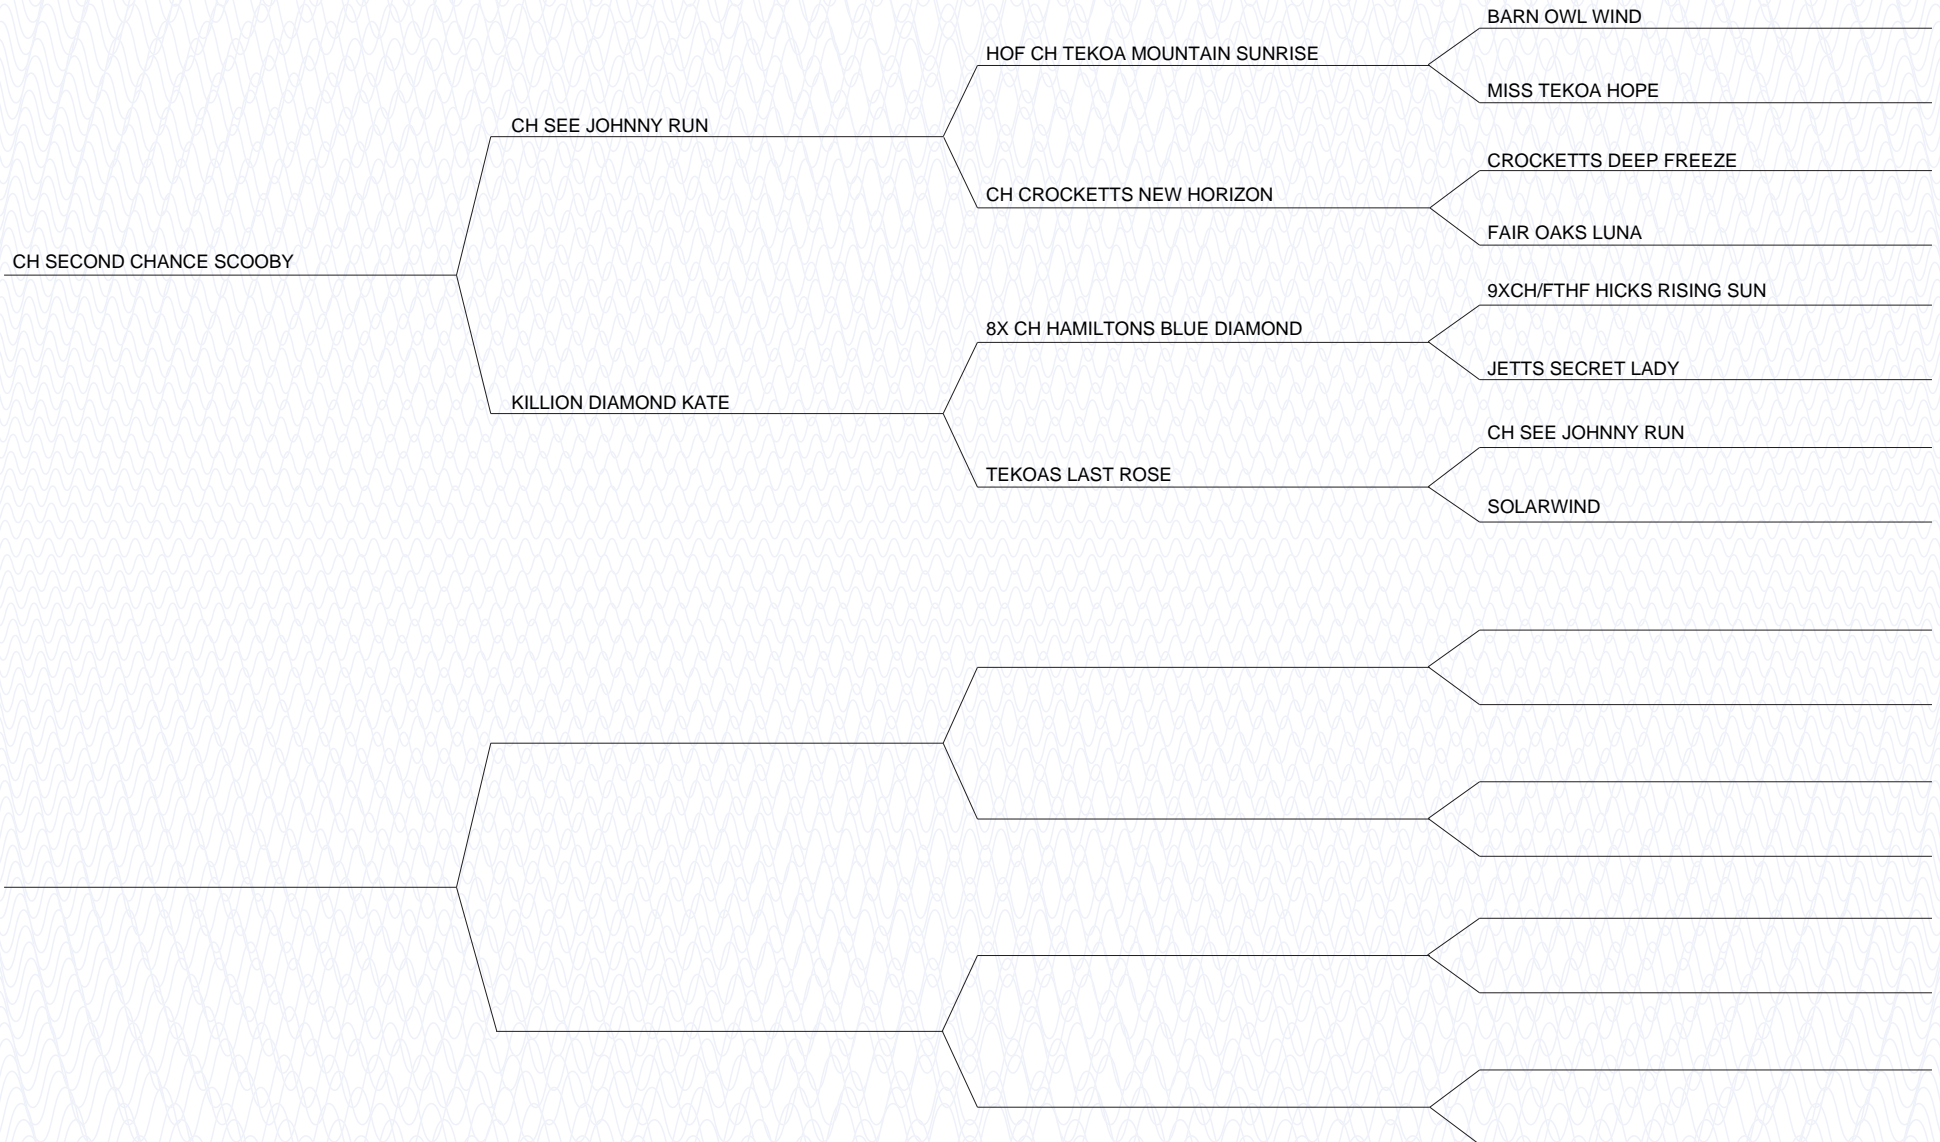 BARN OWL WIND
HOF CH TEKOA MOUNTAIN SUNRISE
MISS TEKOA HOPE
CH SEE JOHNNY RUN
CROCKETTS DEEP FREEZE
CH CROCKETTS NEW HORIZON
FAIR OAKS LUNA
CH SECOND CHANCE SCOOBY
9XCH/FTHF HICKS RISING SUN
8X CH HAMILTONS BLUE DIAMOND
JETTS SECRET LADY
KILLION DIAMOND KATE
CH SEE JOHNNY RUN
TEKOAS LAST ROSE
SOLARWIND